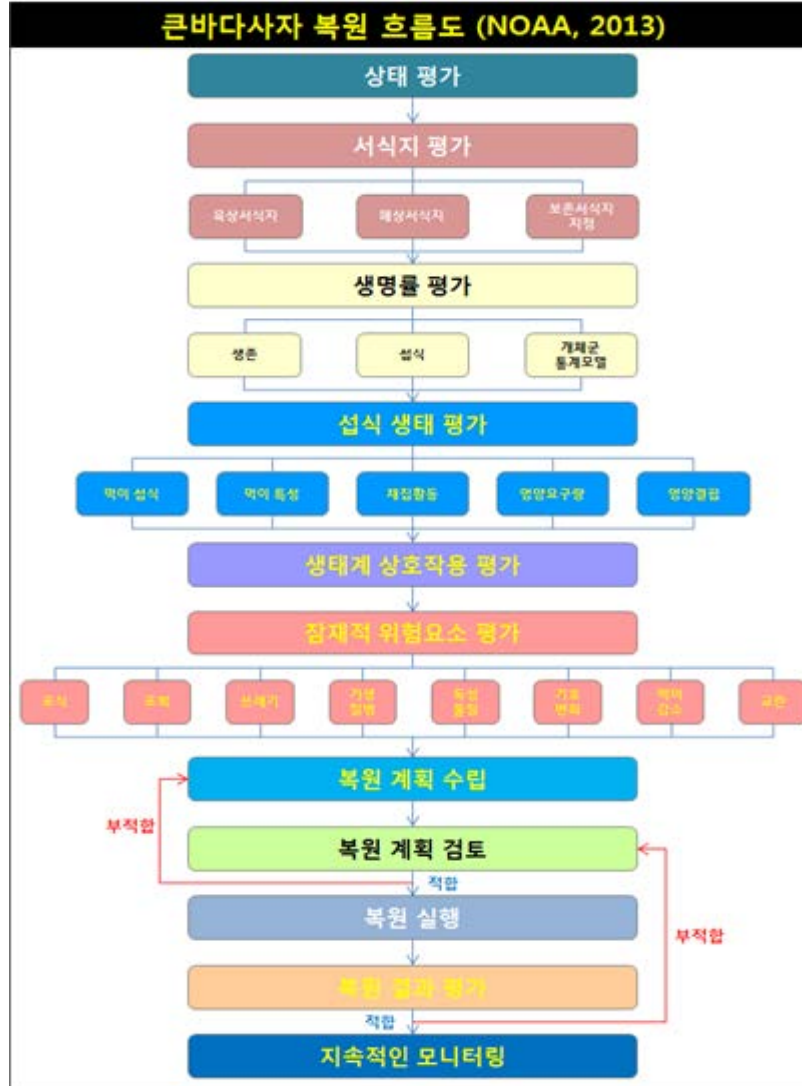 큰바다사자 복원 흐름도 (NOAA, 2013)
상태 평가
서식지 평가
육상서식지
해상서식지
보존서식지
지정
생명률 평가
생존
섭식
개체군
통계모델
섭식 생태 평가
먹이 섭식
먹이 특성
채집활동
영양요구량
영양결핍
생태계 상호작용 평가
잠재적 위험요소 평가
포식
포획
쓰레기
기생
질병
독성
물질
기후
변화
먹이
감소
교란
복원 계획 수립
부적합
복원 계획 검토
적합
복원 실행
부적합
복원 결과 평가
적합
지속적인 모니터링